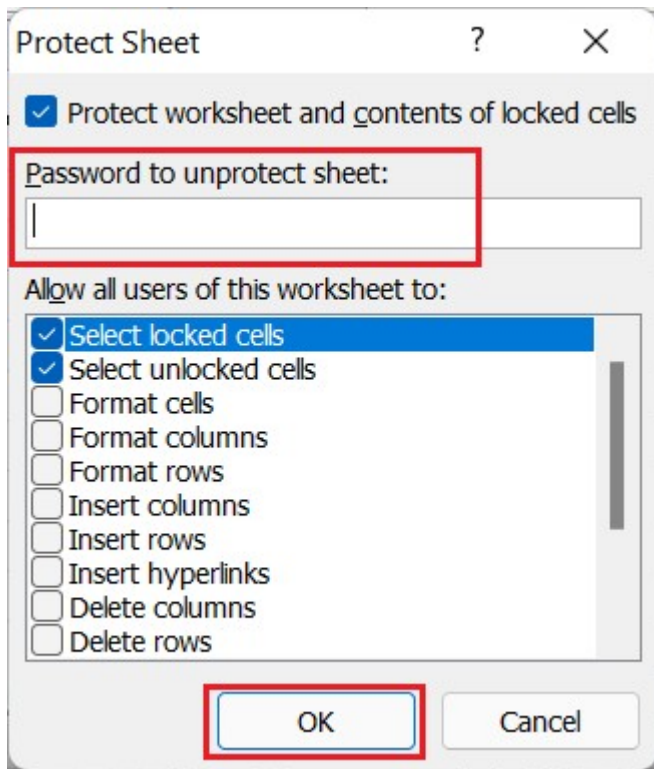 Protect Sheet ?
Protect worksheet and contents of locked cells
Password to unprotect sheet:
Allow all users of this worksheet to:
Select locked cells
Select unlocked cells
Format cells
Format columns
Format rows
Insert columns
Insert rows
Insert hyperlinks
Delete columns
Delete rows
OK Cancel